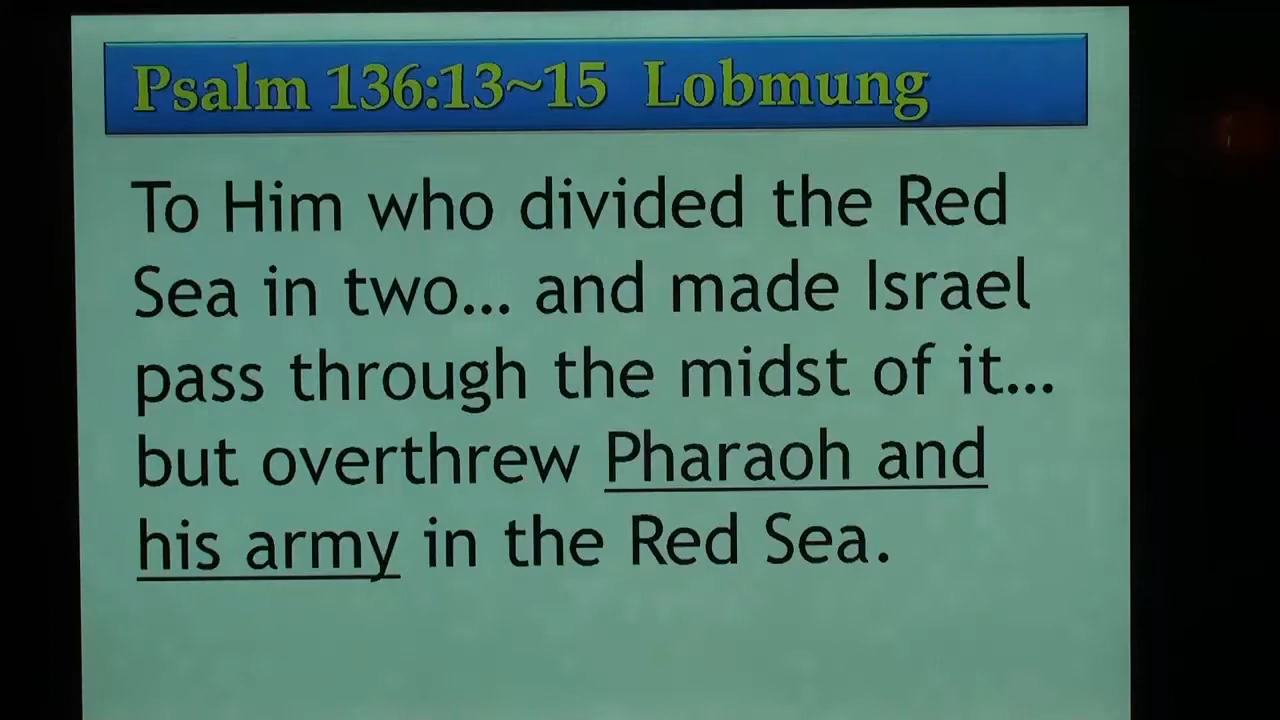 Psalm 136:13~15 Lobmung
To Him who divided the Red
Sea in two... and made Israel
pass through the midst of it...
but overthrew Pharaoh and
his army in the Red Sea.